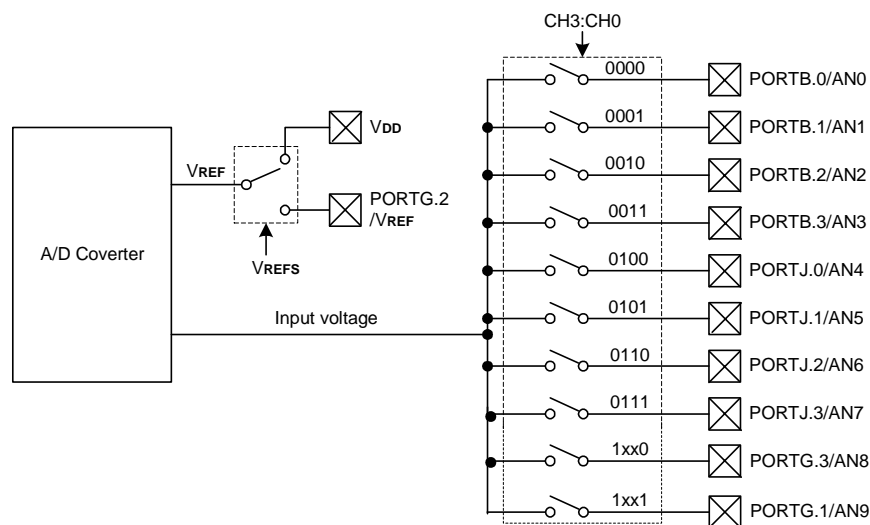 CH3:CH0
0000
PORTB.0/AN0
VDD
0001
PORTB.1/AN1
VREF
0010
PORTB.2/AN2
PORTG.2
/VREF
0011
PORTB.3/AN3
A/D Coverter
VREFS
0100
PORTJ.0/AN4
Input voltage
0101
PORTJ.1/AN5
0110
PORTJ.2/AN6
0111
PORTJ.3/AN7
1xx0
PORTG.3/AN8
1xx1
PORTG.1/AN9